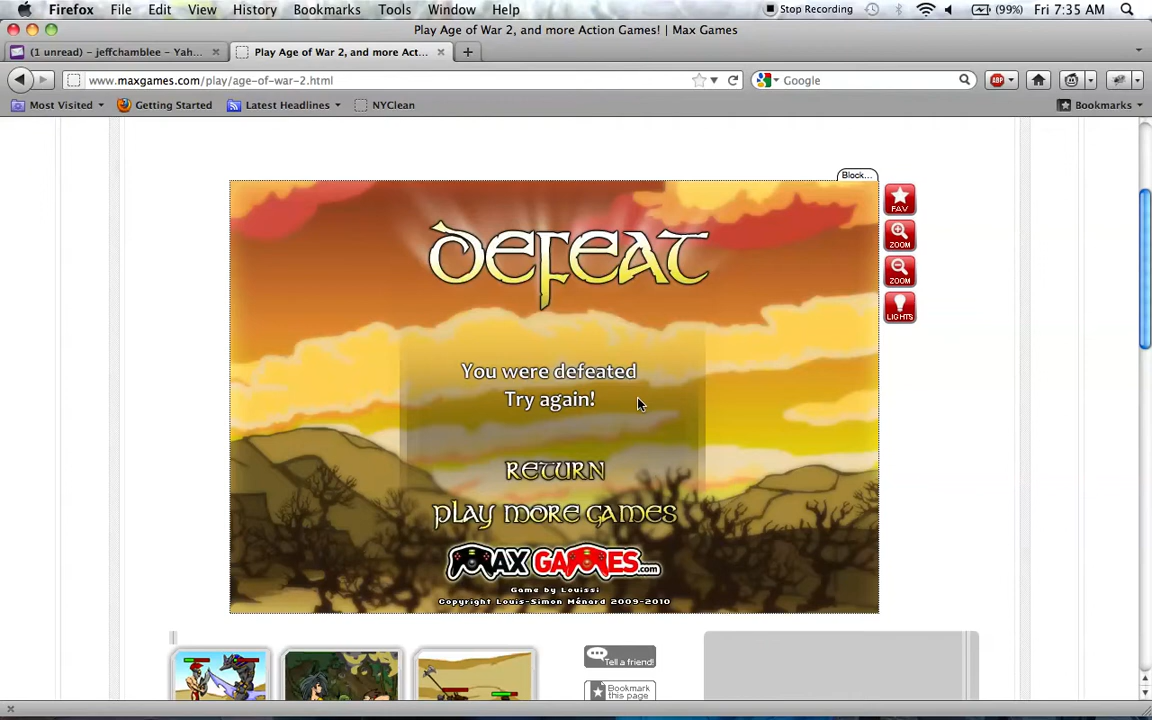 Firefox File Edit View History Bookmarks Tools Window Help Stop Recording (99%) Fri 7:35 AM
Play Age of War 2, and more Action Games! | Max Games
(1 unread) – jeffchamblee – Yah... Play Age of War 2, and more Act...
www.maxgames.com/play/age-of-war-2.html Google ABP
Most Visited Getting Started Latest Headlines NYClean Bookmarks
Block...
FAV
ZOOM
ZOOM
LIGHTS
DEFEAT
You were defeated
Try again!
RETURN
PLAY MORE GAMES
MAX GAMES.com
Game by Louissi
Copyright Louis-Simon Ménard 2009-2010
Tell a friend!
Bookmark
this page